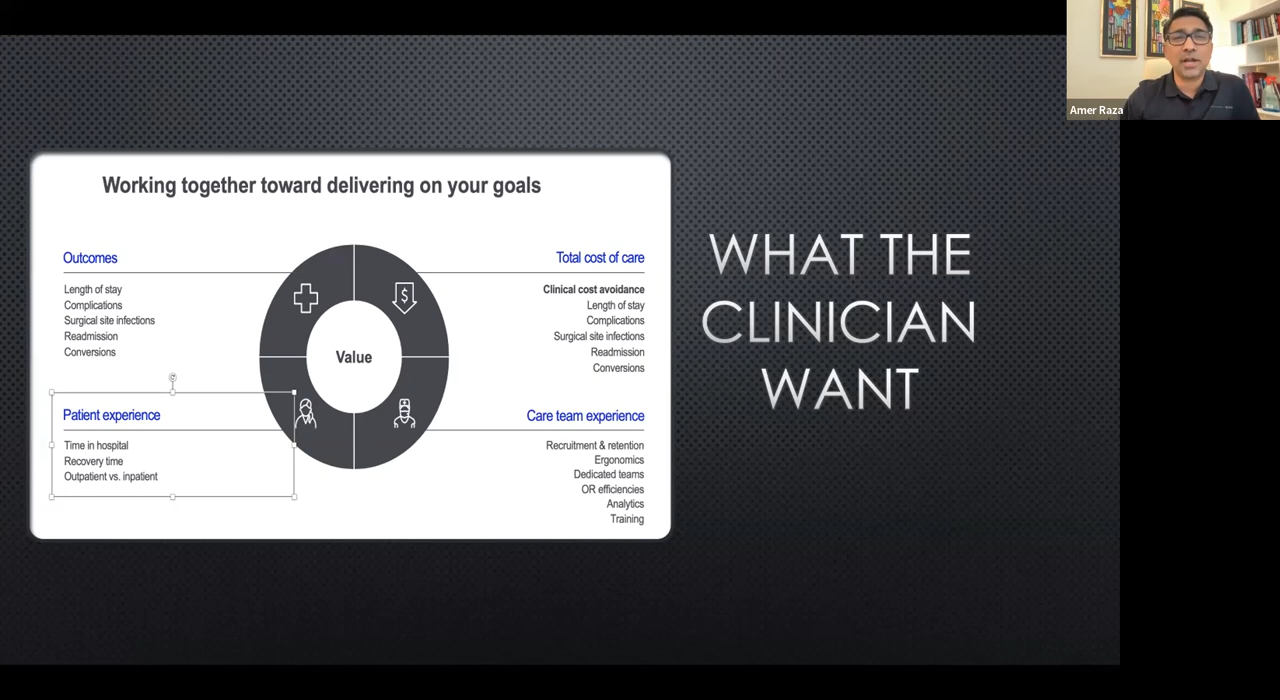 Amer Raza
Working together toward delivering on your goals
Outcomes
Length of stay
Complications
Surgical site infections
Readmission
Conversions
Total cost of care
Clinical cost avoidance
Length of stay
Complications
Surgical site infections
Readmission
Conversions
$
Value
Patient experience
Time in hospital
Recovery time
Outpatient vs. inpatient
Care team experience
Recruitment & retention
Ergonomics
Dedicated teams
OR efficiencies
Analytics
Training
WHAT THE
CLINICIAN
WANT